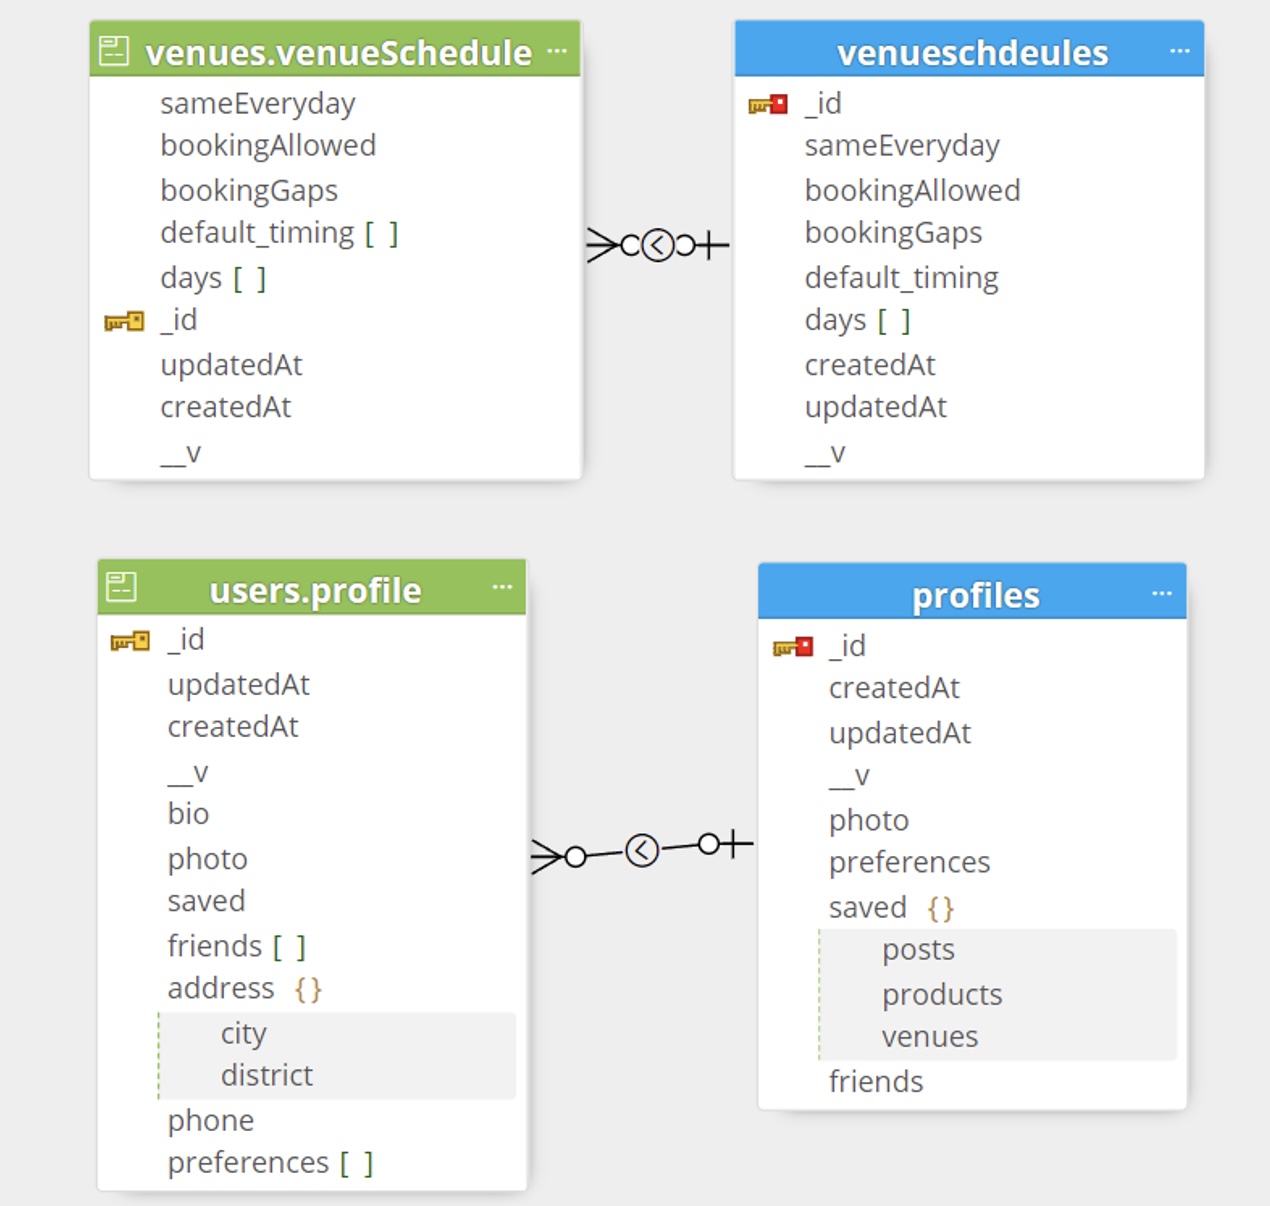 venues.venueSchedule ...
sameEveryday
bookingAllowed
bookingGaps
default_timing [ ]
days [ ]
_id
updatedAt
createdAt
__v
venueschdeules ...
_id
sameEveryday
bookingAllowed
bookingGaps
default_timing
days [ ]
createdAt
updatedAt
__v
users.profile ...
_id
updatedAt
createdAt
__v
bio
photo
saved
friends [ ]
address {}
city
district
phone
preferences [ ]
profiles ...
_id
createdAt
updatedAt
__v
photo
preferences
saved {}
posts
products
venues
friends